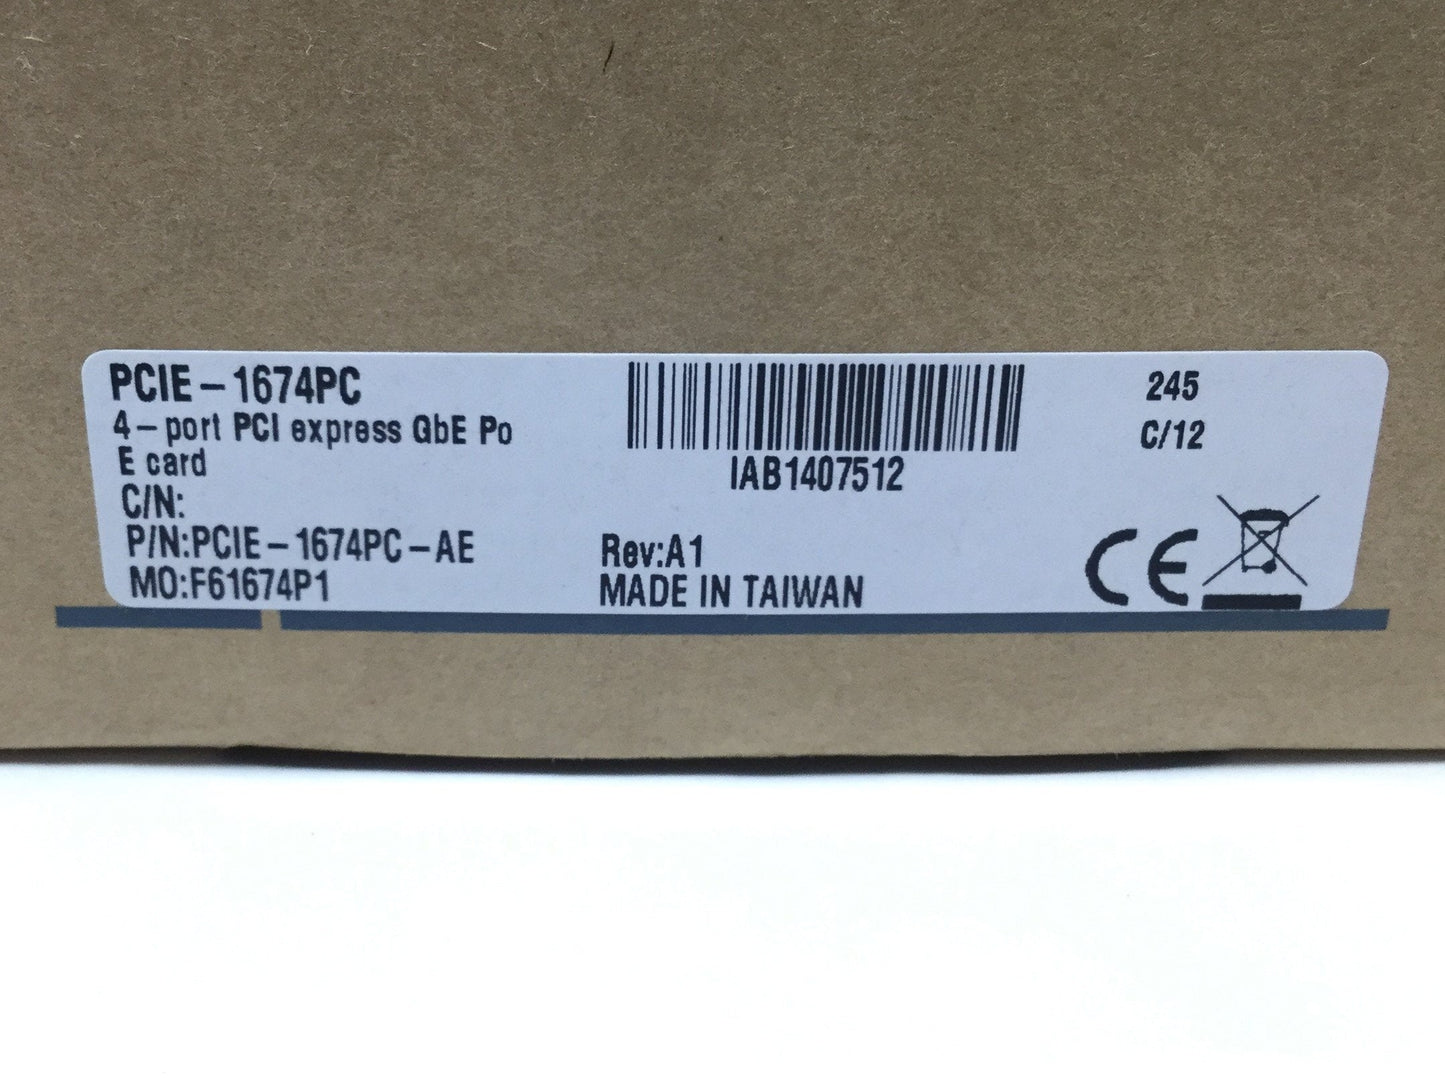 PCIE-1674PC
4-port PCI express GbE Po
E card
C/N:
P/N:PCIE-1674PC-AE
MO:F61674P1
IAB1407512
Rev:A1
MADE IN TAIWAN
245
C/12
CE